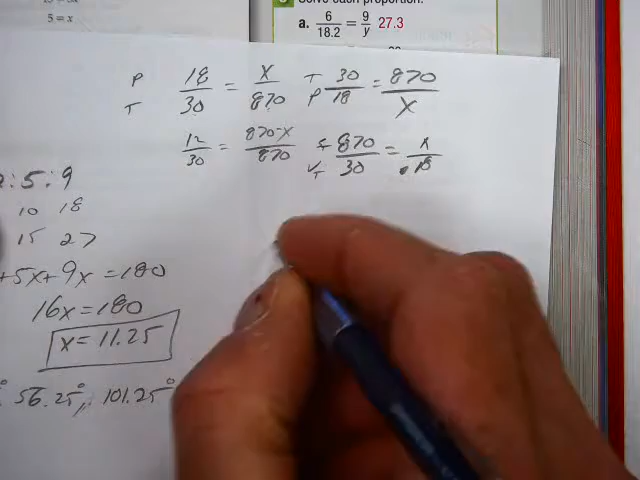 5 = x
Solve each proportion.
a. 6/18.2 = 9/y 27.3
P 18/30 = x/870 T 30/18 = 870/x
T P
12/30 = 870-x/870 870/30 = x/18
:5:9
10 18
15 27
+5x+9x=180
16x=180
x=11.25
56.25°, 101.25°